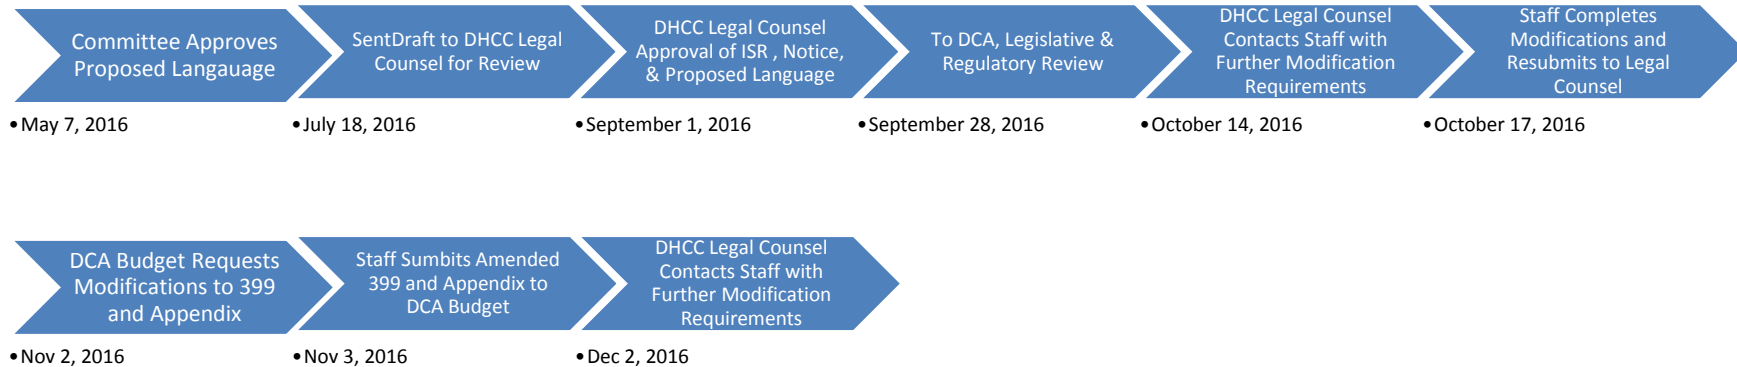 Committee Approves
Proposed Langauage
SentDraft to DHCC Legal
Counsel for Review
DHCC Legal Counsel
Approval of ISR , Notice,
& Proposed Language
To DCA, Legislative &
Regulatory Review
DHCC Legal Counsel
Contacts Staff with
Further Modification
Requirements
Staff Completes
Modifications and
Resubmits to Legal
Counsel
•May 7, 2016
•July 18, 2016
•September 1, 2016
•September 28, 2016
•October 14, 2016
•October 17, 2016
DCA Budget Requests
Modifications to 399
and Appendix
Staff Sumbits Amended
399 and Appendix to
DCA Budget
DHCC Legal Counsel
Contacts Staff with
Further Modification
Requirements
•Nov 2, 2016
•Nov 3, 2016
•Dec 2, 2016